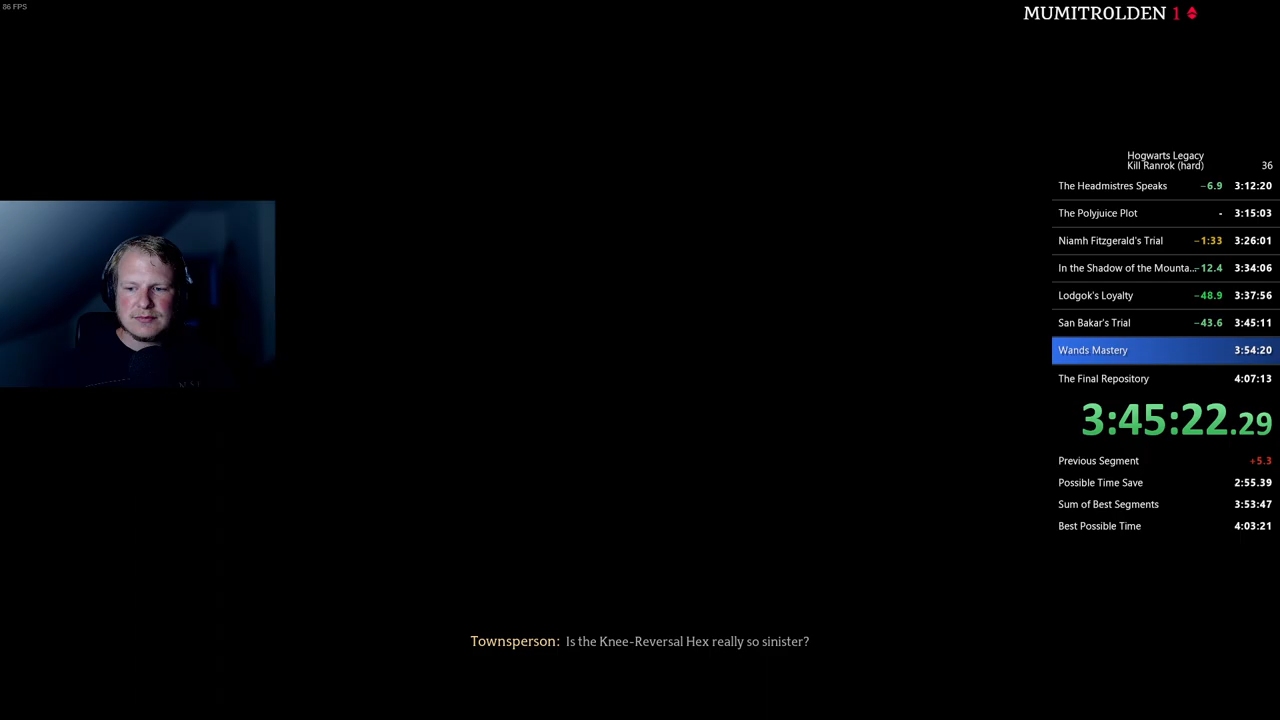 86 FPS
MUMITR0LDEN 1
Hogwarts Legacy
Kill Ranrok (hard) 36
The Headmistres Speaks -6.9 3:12:20
The Polyjuice Plot - 3:15:03
Niamh Fitzgerald's Trial -1:33 3:26:01
In the Shadow of the Mounta... -12.4 3:34:06
Lodgok's Loyalty -48.9 3:37:56
San Bakar's Trial -43.6 3:45:11
Wands Mastery 3:54:20
The Final Repository 4:07:13
3:45:22.29
Previous Segment +5.3
Possible Time Save 2:55.39
Sum of Best Segments 3:53:47
Best Possible Time 4:03:21
Townsperson: Is the Knee-Reversal Hex really so sinister?